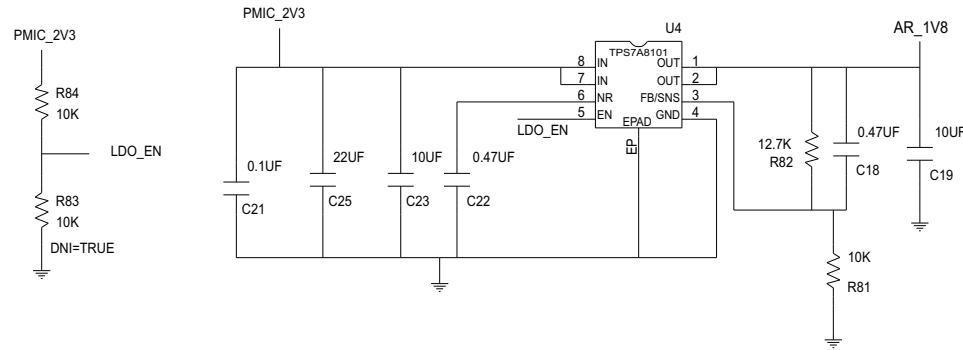 PMIC_2V3
R84
10K
LDO_EN
R83
10K
DNI=TRUE
PMIC_2V3
0.1UF
C21
22UF
C25
10UF
C23
0.47UF
C22
U4
TPS7A8101
8 IN OUT 1
7 IN OUT 2
6 NR FB/SNS 3
5 EN GND 4
EPAD
EP
LDO_EN
AR_1V8
12.7K
R82
0.47UF
C18
10UF
C19
10K
R81